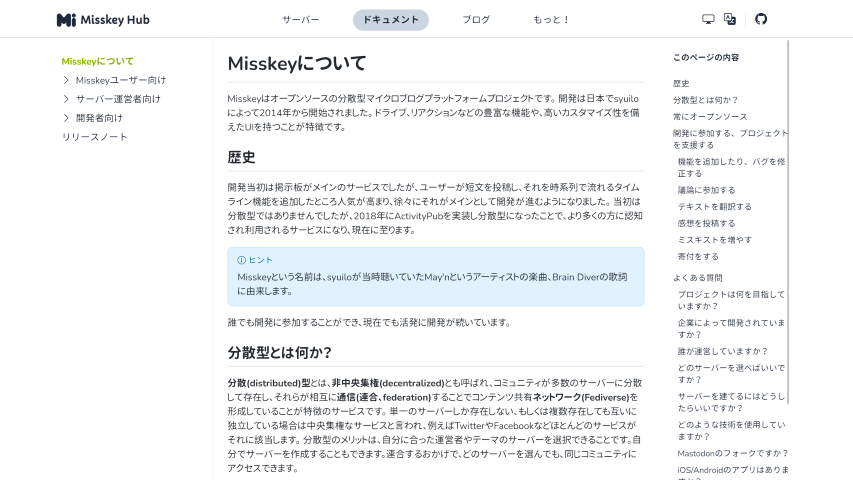 Misskey Hub
サーバー
ドキュメント
ブログ
もっと！
Misskeyについて
Misskeyユーザー向け
サーバー運営者向け
開発者向け
リリースノート
Misskeyについて
Misskeyはオープンソースの分散型マイクロブログプラットフォームプロジェクトです。開発は日本でsyuilo
によって2014年から開始されました。ドライブ、リアクションなどの豊富な機能や、高いカスタマイズ性を備
えたUIを持つことが特徴です。
歴史
開発当初は掲示板がメインのサービスでしたが、ユーザーが短文を投稿し、それを時系列で流れるタイム
ライン機能を追加したところ人気が高まり、徐々にそれがメインとして開発が進むようになりました。当初は
分散型ではありませんでしたが、2018年にActivityPubを実装し分散型になったことで、より多くの方に認知
され利用されるサービスになり、現在に至ります。
ヒント
Misskeyという名前は、syuiloが当時聴いていたMay'nというアーティストの楽曲、Brain Diverの歌詞
に由来します。
誰でも開発に参加することができ、現在でも活発に開発が続いています。
分散型とは何か？
分散(distributed)型とは、非中央集権(decentralized)とも呼ばれ、コミュニティが多数のサーバーに分散
して存在し、それらが相互に通信(連合、federation)することでコンテンツ共有ネットワーク(Fediverse)を
形成していることが特徴のサービスです。単一のサーバーしか存在しない、もしくは複数存在しても互いに
独立している場合は中央集権なサービスと言われ、例えばTwitterやFacebookなどほとんどのサービスが
それに該当します。分散型のメリットは、自分に合った運営者やテーマのサーバーを選択できることです。自
分でサーバーを作成することもできます。連合するおかげで、どのサーバーを選んでも、同じコミュニティに
アクセスできます。
このページの内容
歴史
分散型とは何か？
常にオープンソース
開発に参加する、プロジェクト
を支援する
機能を追加したり、バグを修
正する
議論に参加する
テキストを翻訳する
感想を投稿する
ミスキストを増やす
寄付をする
よくある質問
プロジェクトは何を目指して
いますか？
企業によって開発されていま
すか？
誰が運営していますか？
どのサーバーを選べばいいで
すか？
サーバーを建てるにはどうし
たらいいですか？
どのような技術を使用してい
ますか？
Mastodonのフォークですか？
iOS/Androidのアプリはありま